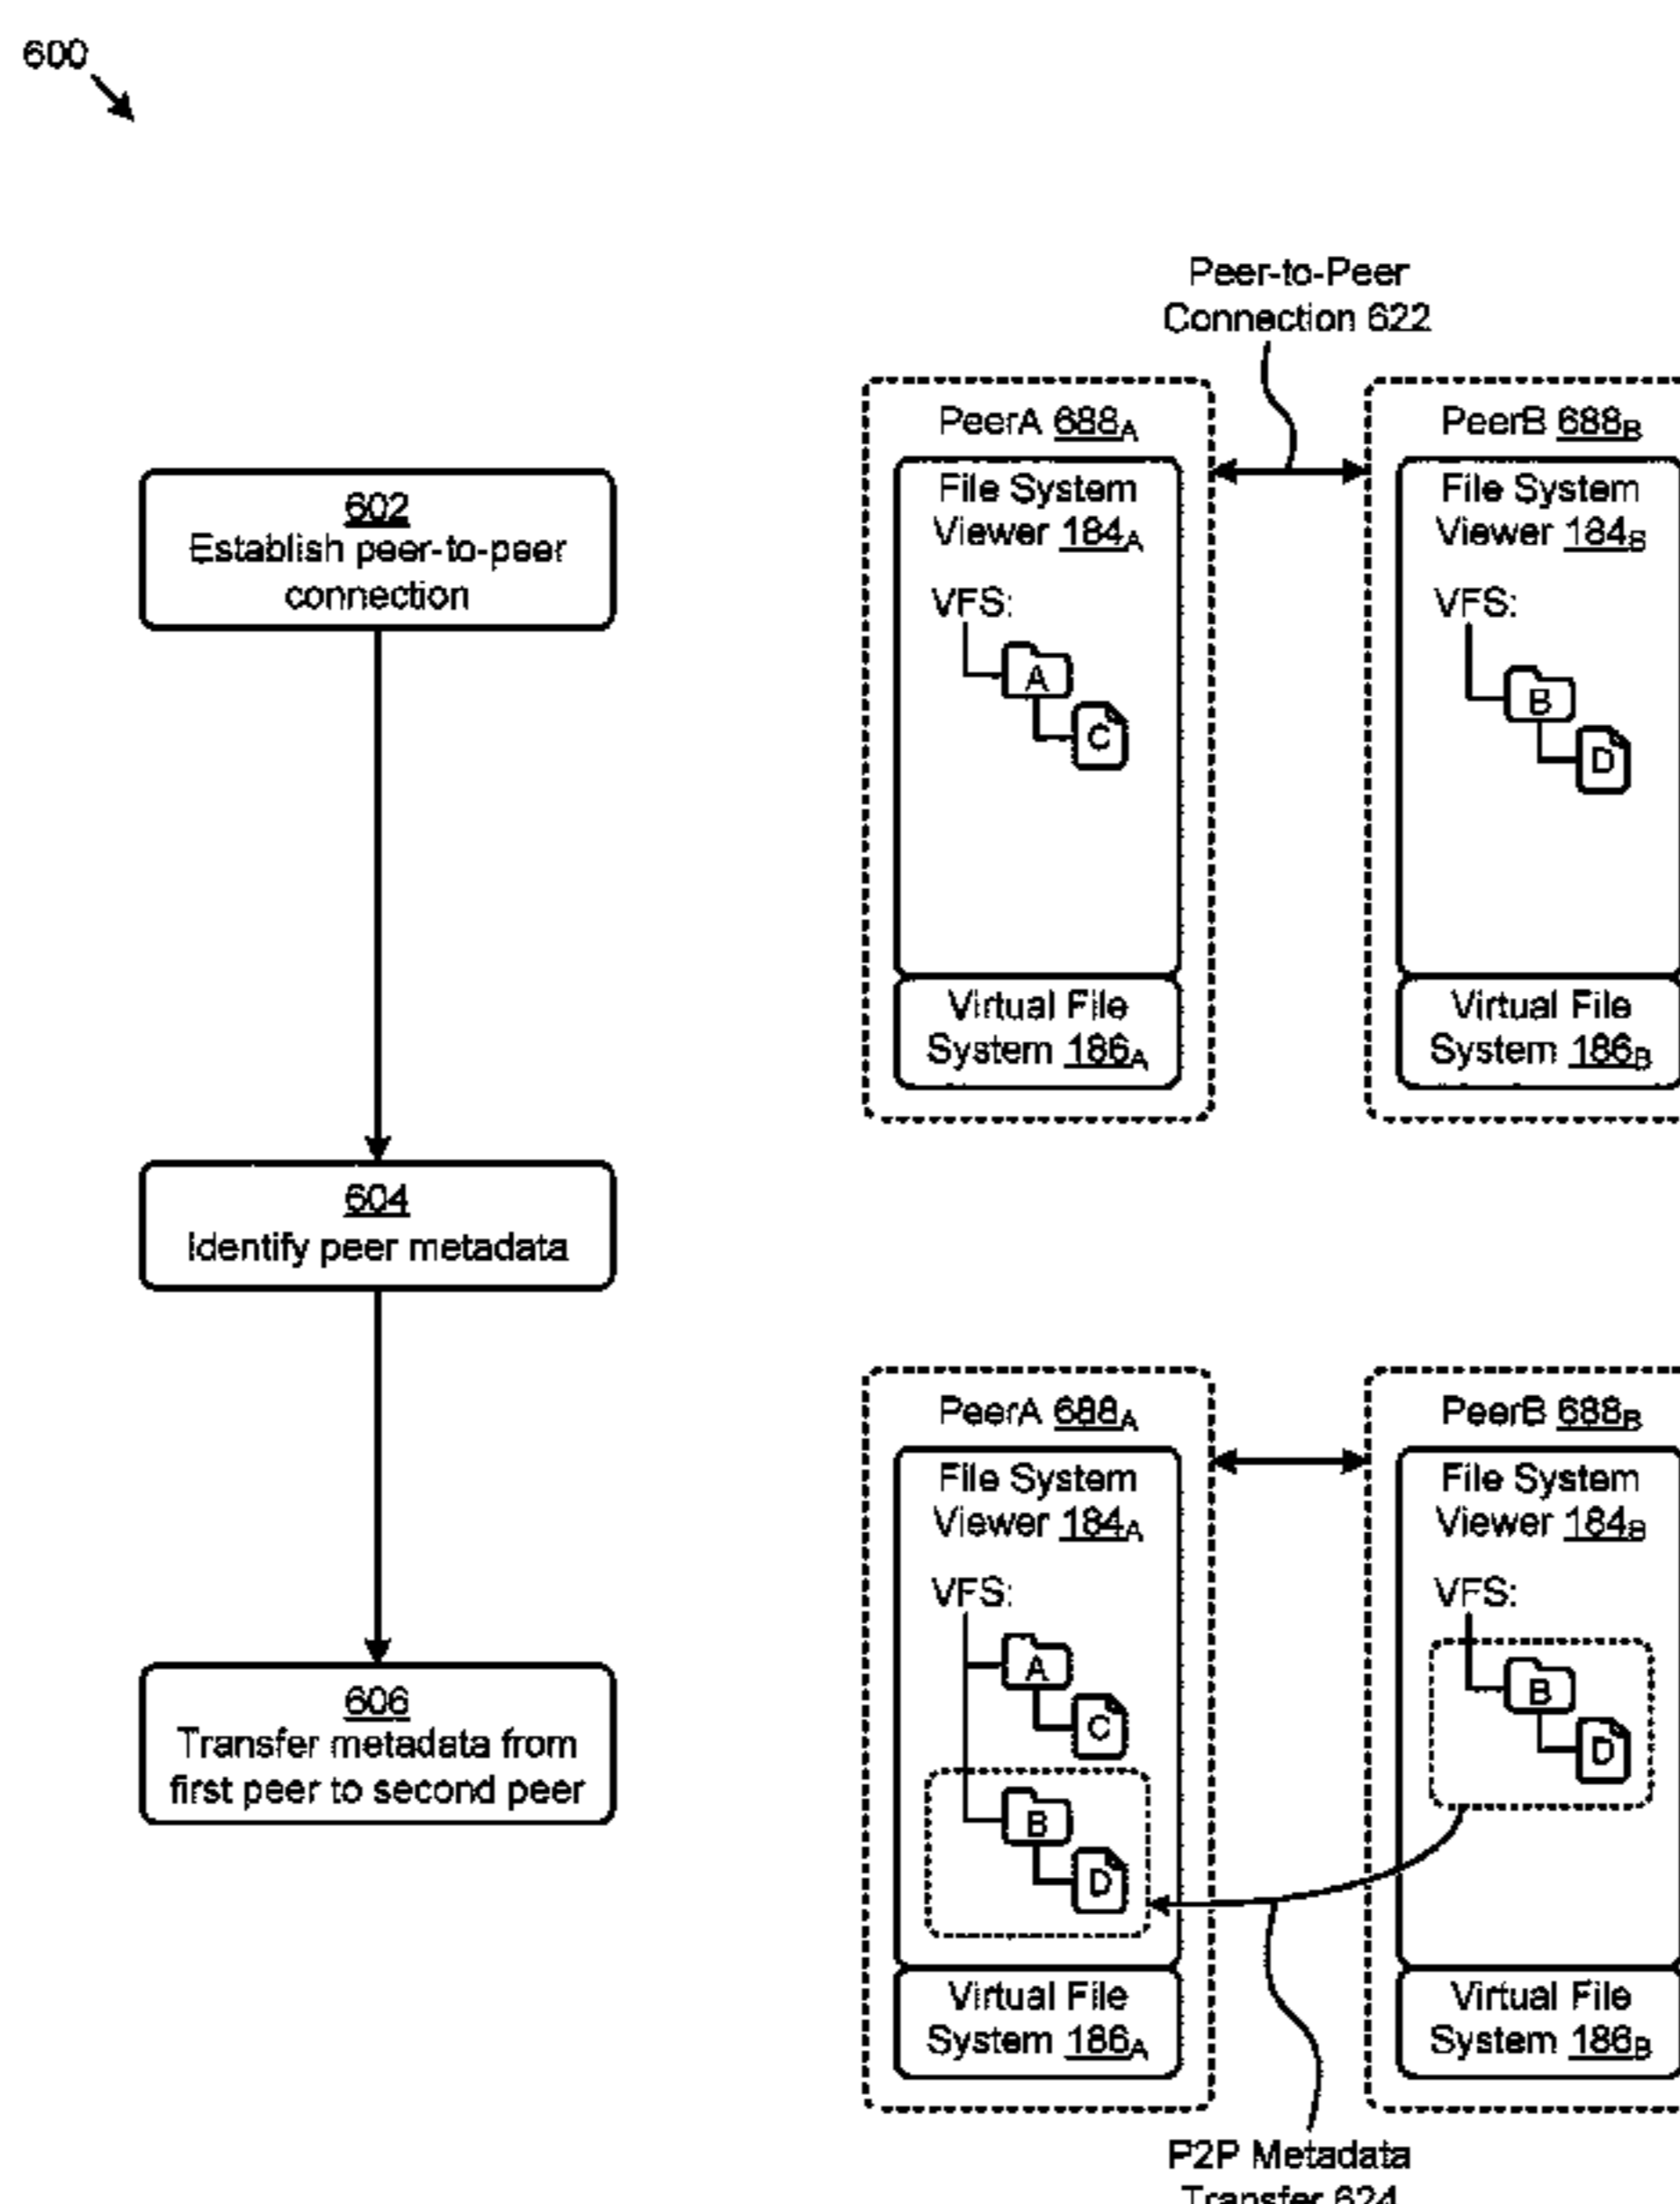 600
602
Establish peer-to-peer
connection
604
Identify peer metadata
606
Transfer metadata from
first peer to second peer
Peer-to-Peer
Connection 622
PeerA 688A
File System
Viewer 184A
VFS:
A
C
Virtual File
System 186A
PeerB 688B
File System
Viewer 184B
VFS:
B
D
Virtual File
System 186B
PeerA 688A
File System
Viewer 184A
VFS:
A
C
B
D
Virtual File
System 186A
PeerB 688B
File System
Viewer 184B
VFS:
B
D
Virtual File
System 186B
P2P Metadata
Transfer 624